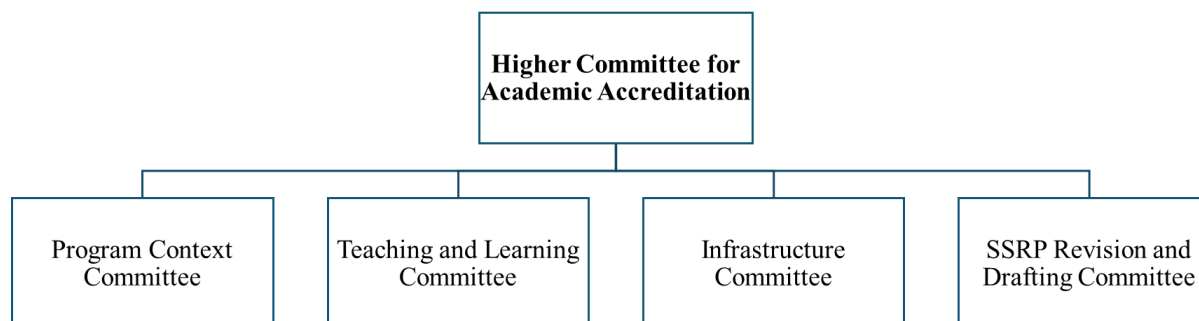 Higher Committee for
Academic Accreditation
Program Context
Committee
Teaching and Learning
Committee
Infrastructure
Committee
SSRP Revision and
Drafting Committee